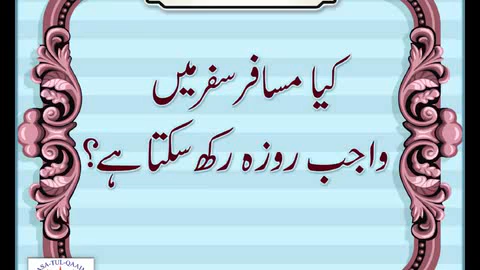 کیا مسافر سفر میں
واجب روزہ رکھ سکتا ہے؟